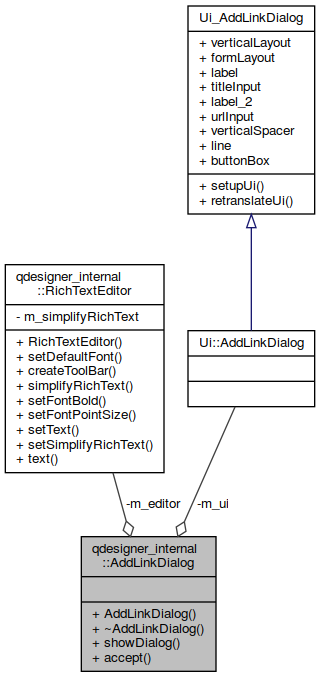 Ui_AddLinkDialog
+ verticalLayout
+ formLayout
+ label
+ titleInput
+ label_2
+ urlInput
+ verticalSpacer
+ line
+ buttonBox
+ setupUi()
+ retranslateUi()
qdesigner_internal
::RichTextEditor
- m_simplifyRichText
+ RichTextEditor()
+ setDefaultFont()
+ createToolBar()
+ simplifyRichText()
+ setFontBold()
+ setFontPointSize()
+ setText()
+ setSimplifyRichText()
+ text()
Ui::AddLinkDialog
-m_editor
-m_ui
qdesigner_internal
::AddLinkDialog
+ AddLinkDialog()
+ ~AddLinkDialog()
+ showDialog()
+ accept()